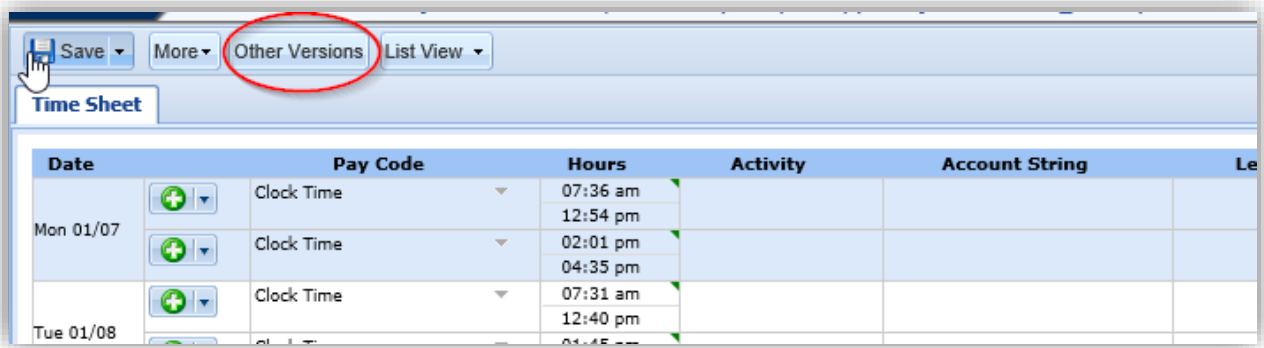 Save More Other Versions List View
Time Sheet
Date Pay Code Hours Activity Account String Le
Mon 01/07
Clock Time 07:36 am
12:54 pm
Clock Time 02:01 pm
04:35 pm
Tue 01/08
Clock Time 07:31 am
12:40 pm